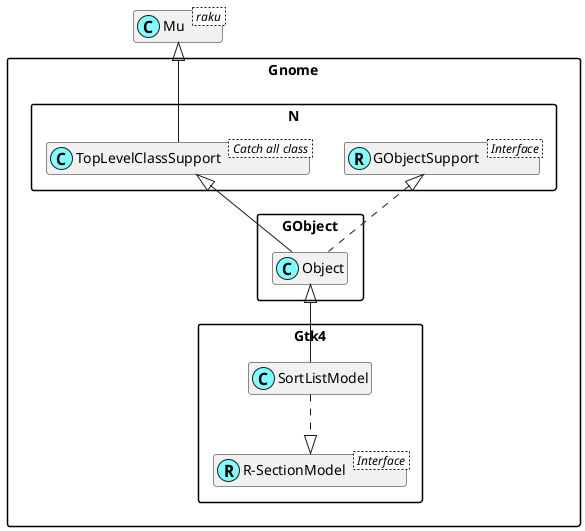 C Mu raku
Gnome
N
C TopLevelClassSupport Catch all class
R GObjectSupport Interface
GObject
C Object
Gtk4
C SortListModel
R R-SectionModel Interface